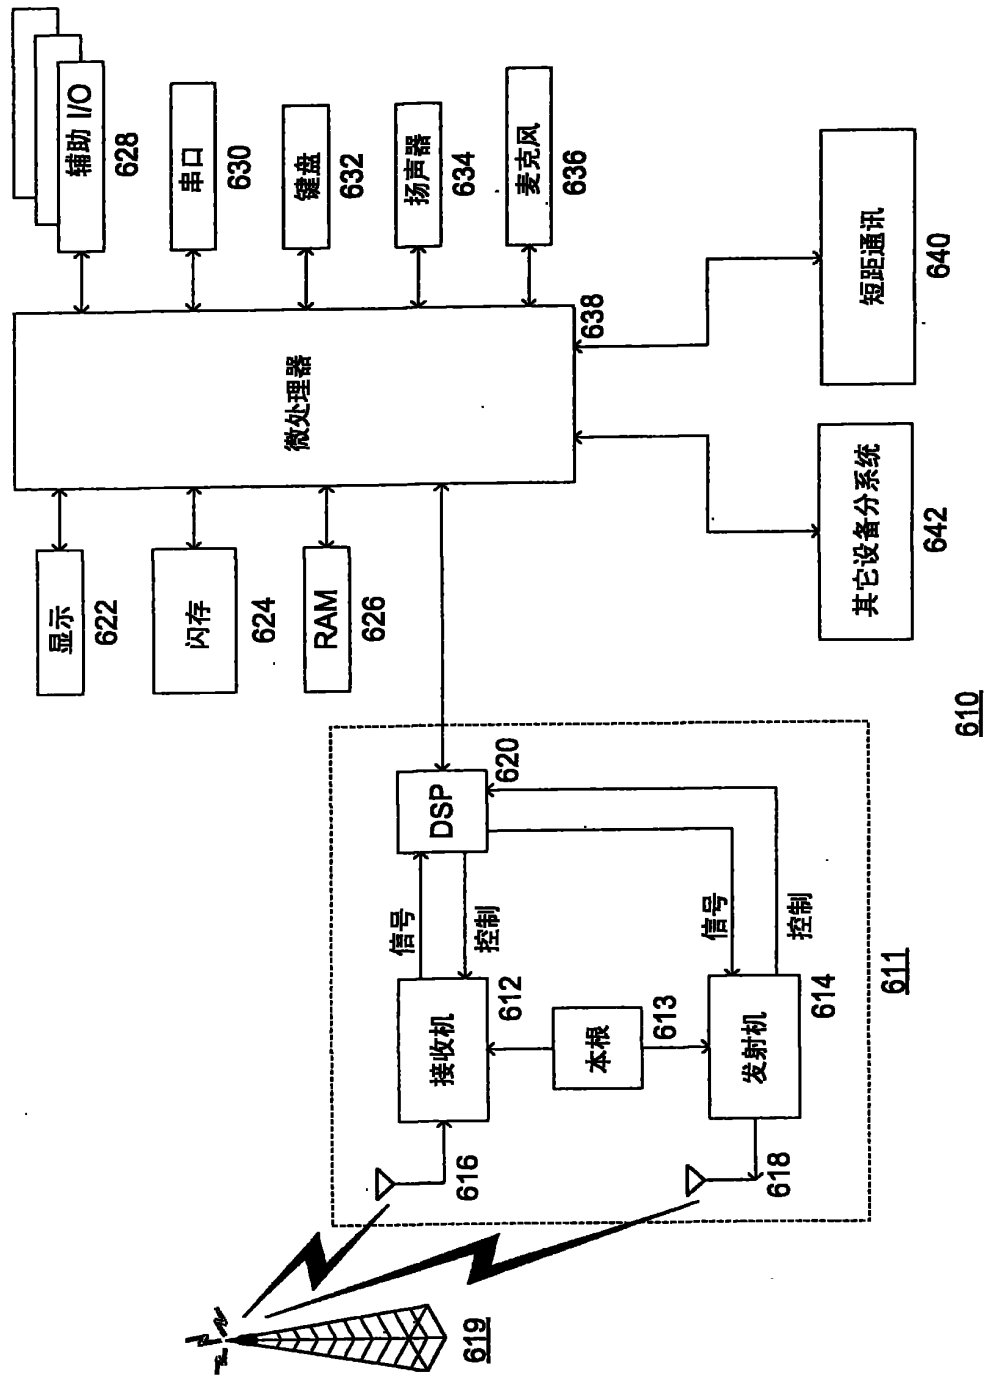 辅助 I/O
628
串口
630
键盘
632
扬声器
634
麦克风
636
微处理器
638
显示
622
闪存
624
RAM
626
短距通讯
640
其它设备分系统
642
610
DSP
620
信号
控制
信号
控制
接收机
612
本根
613
发射机
614
611
616
618
619